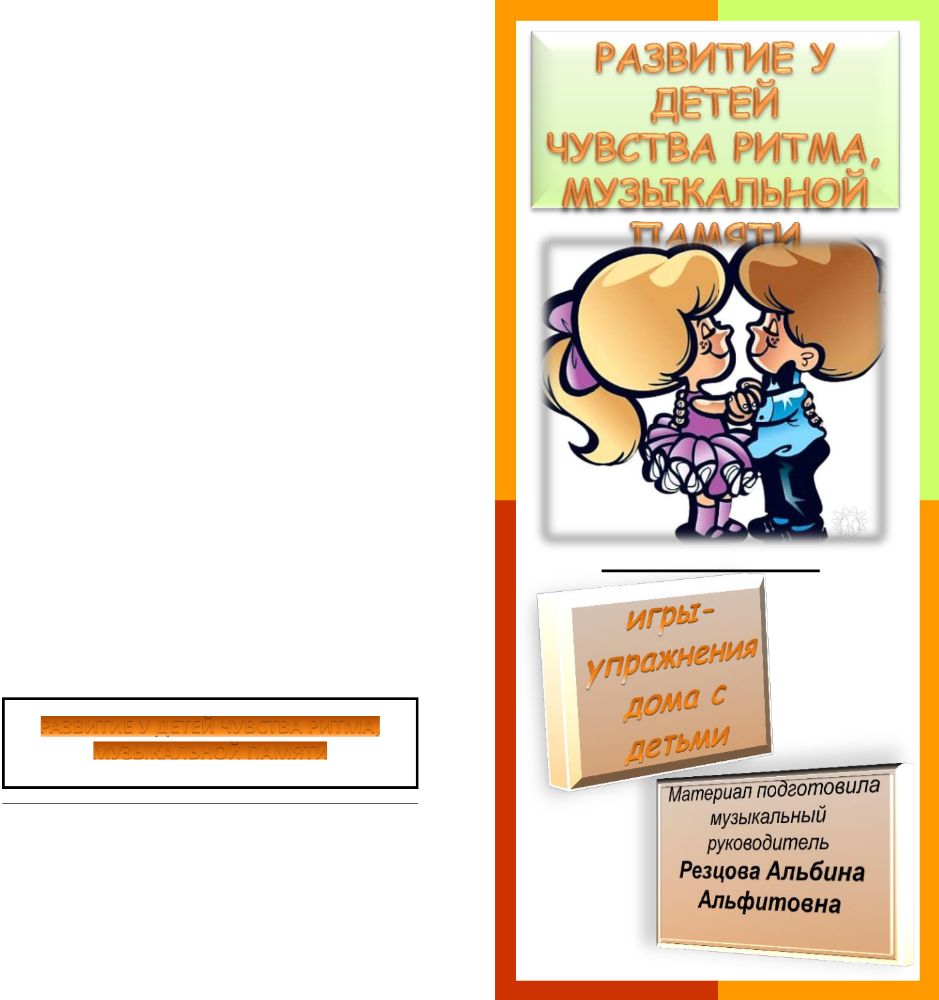 РАЗВИТИЕ У ДЕТЕЙ ЧУВСТВА РИТМА,
МУЗЫКАЛЬНОЙ ПАМЯТИ
РАЗВИТИЕ У
ДЕТЕЙ
ЧУВСТВА РИТМА,
МУЗЫКАЛЬНОЙ
ПАМЯТИ
игры-
упражнения
дома с
детьми
Материал подготовила
музыкальный
руководитель
Резцова Альбина
Альфитовна